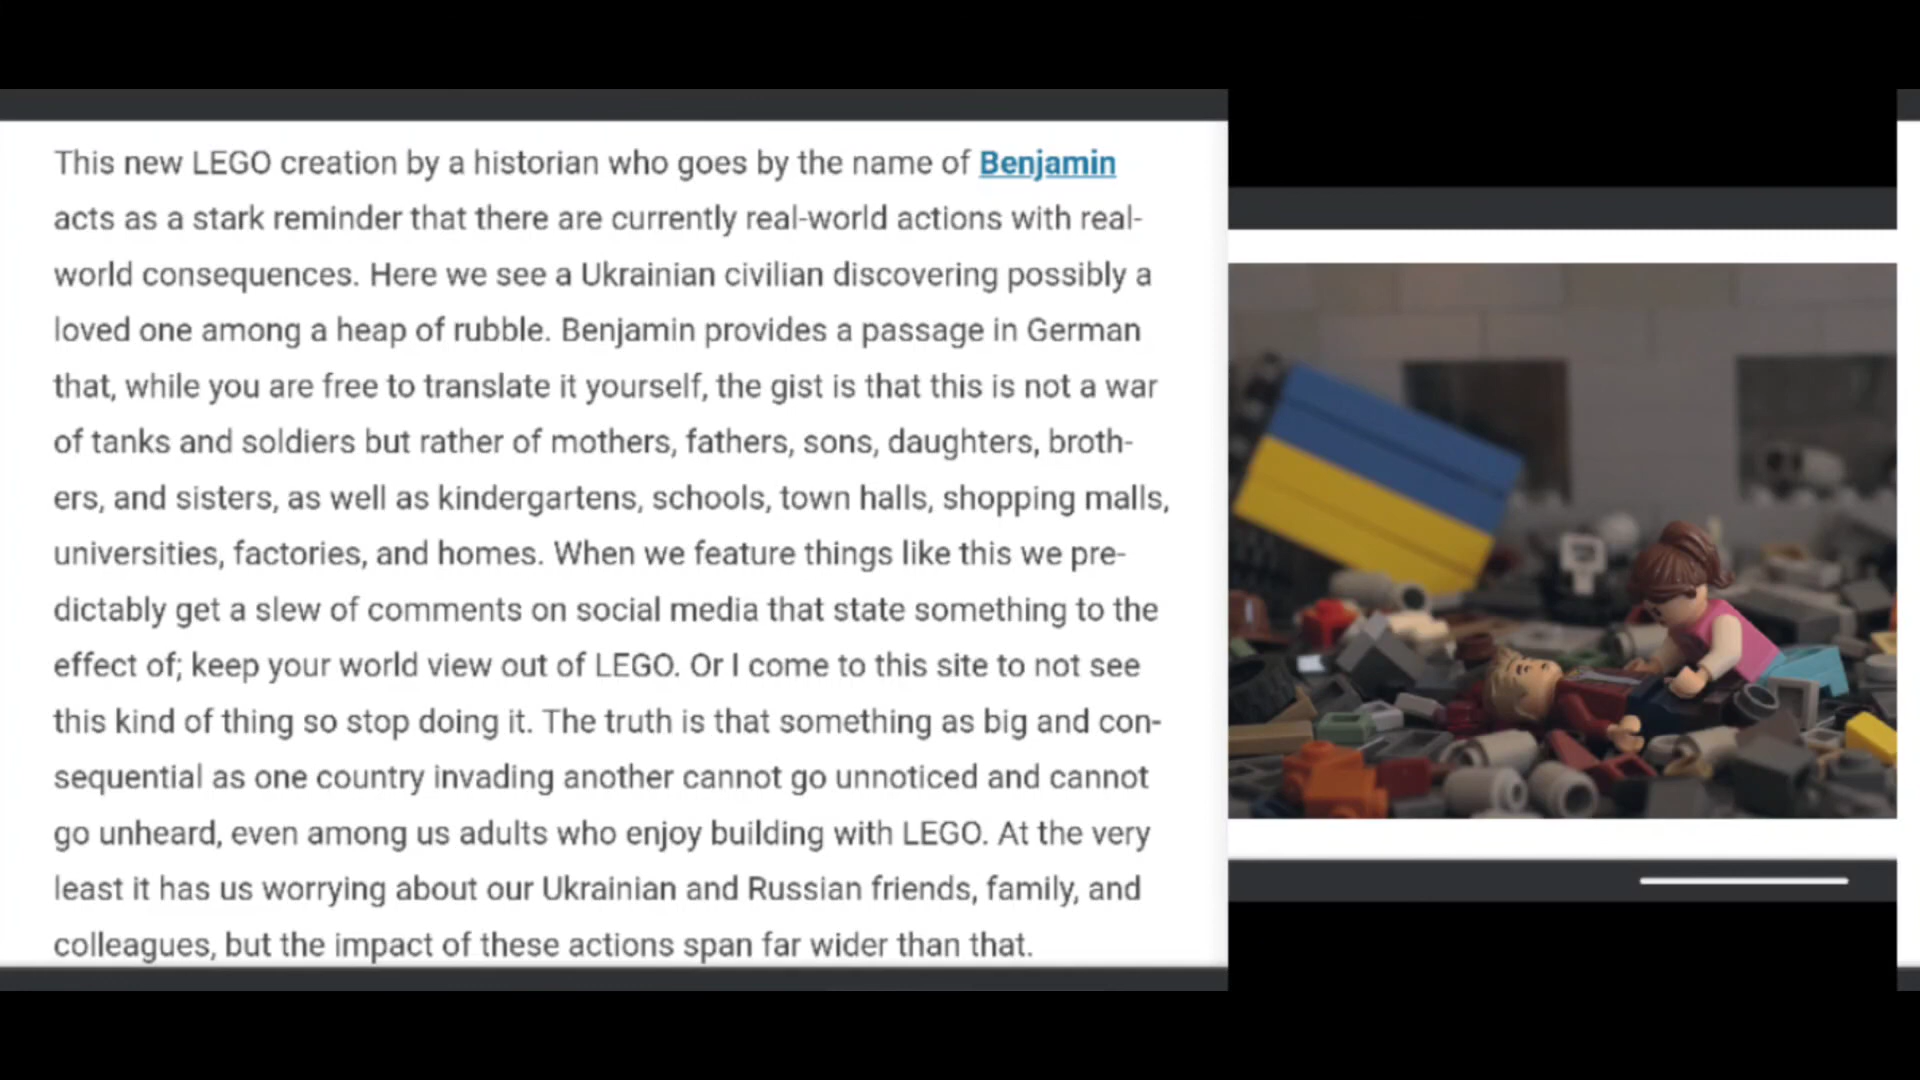 This new LEGO creation by a historian who goes by the name of Benjamin
acts as a stark reminder that there are currently real-world actions with real-
world consequences. Here we see a Ukrainian civilian discovering possibly a
loved one among a heap of rubble. Benjamin provides a passage in German
that, while you are free to translate it yourself, the gist is that this is not a war
of tanks and soldiers but rather of mothers, fathers, sons, daughters, broth-
ers, and sisters, as well as kindergartens, schools, town halls, shopping malls,
universities, factories, and homes. When we feature things like this we pre-
dictably get a slew of comments on social media that state something to the
effect of; keep your world view out of LEGO. Or I come to this site to not see
this kind of thing so stop doing it. The truth is that something as big and con-
sequential as one country invading another cannot go unnoticed and cannot
go unheard, even among us adults who enjoy building with LEGO. At the very
least it has us worrying about our Ukrainian and Russian friends, family, and
colleagues, but the impact of these actions span far wider than that.